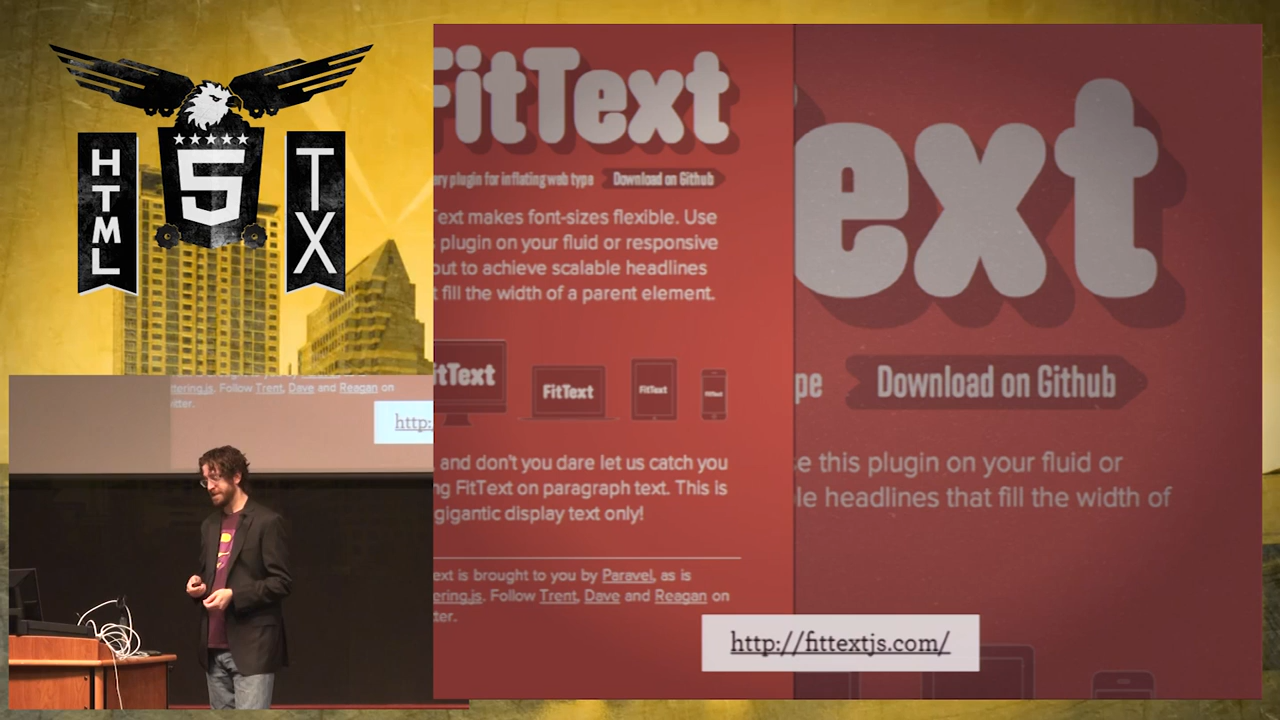 HTML
5
TX
ttering.js. Follow Trent, Dave and Reagan on
itter.
http:
FitText
ary plugin for inflating web type Download on Github
Text makes font-sizes flexible. Use
plugin on your fluid or responsive
out to achieve scalable headlines
fill the width of a parent element.
itText
FitText
FitText
FitText
and don't you dare let us catch you
ng FitText on paragraph text. This is
gigantic display text only!
ext is brought to you by Paravel, as is
ering.js. Follow Trent, Dave and Reagan on
ter.
ext
pe Download on Github
e this plugin on your fluid or
le headlines that fill the width of
http://fittextjs.com/